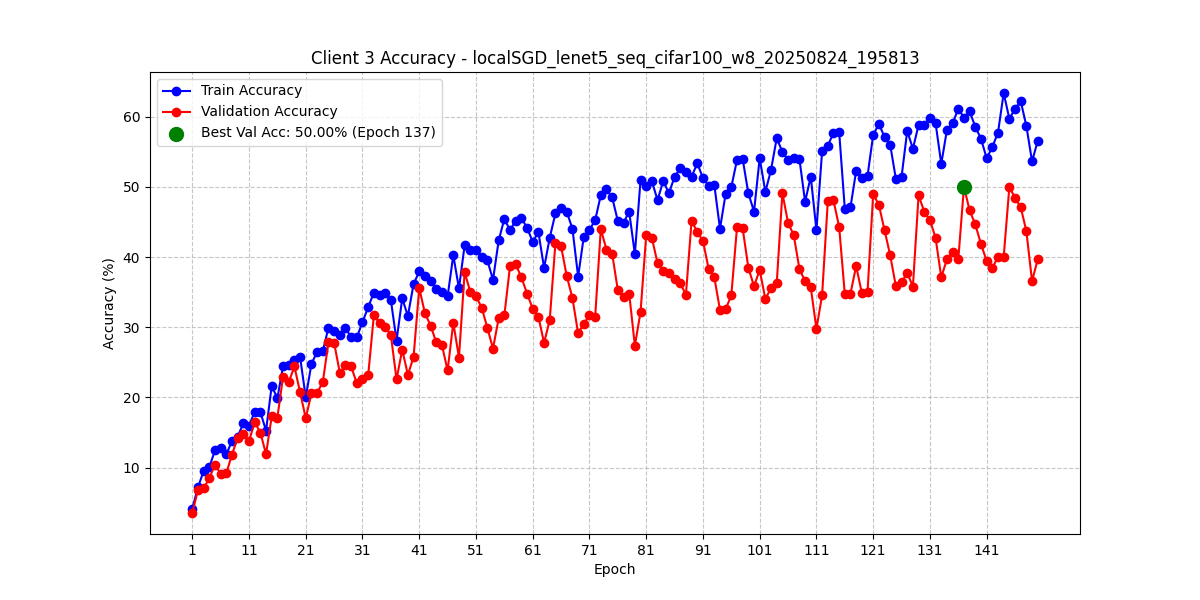 Client 3 Accuracy - localSGD_lenet5_seq_cifar100_w8_20250824_195813
Train Accuracy
Validation Accuracy
Best Val Acc: 50.00% (Epoch 137)
Accuracy (%)
60
50
40
30
20
10
1 11 21 31 41 51 61 71 81 91 101 111 121 131 141
Epoch